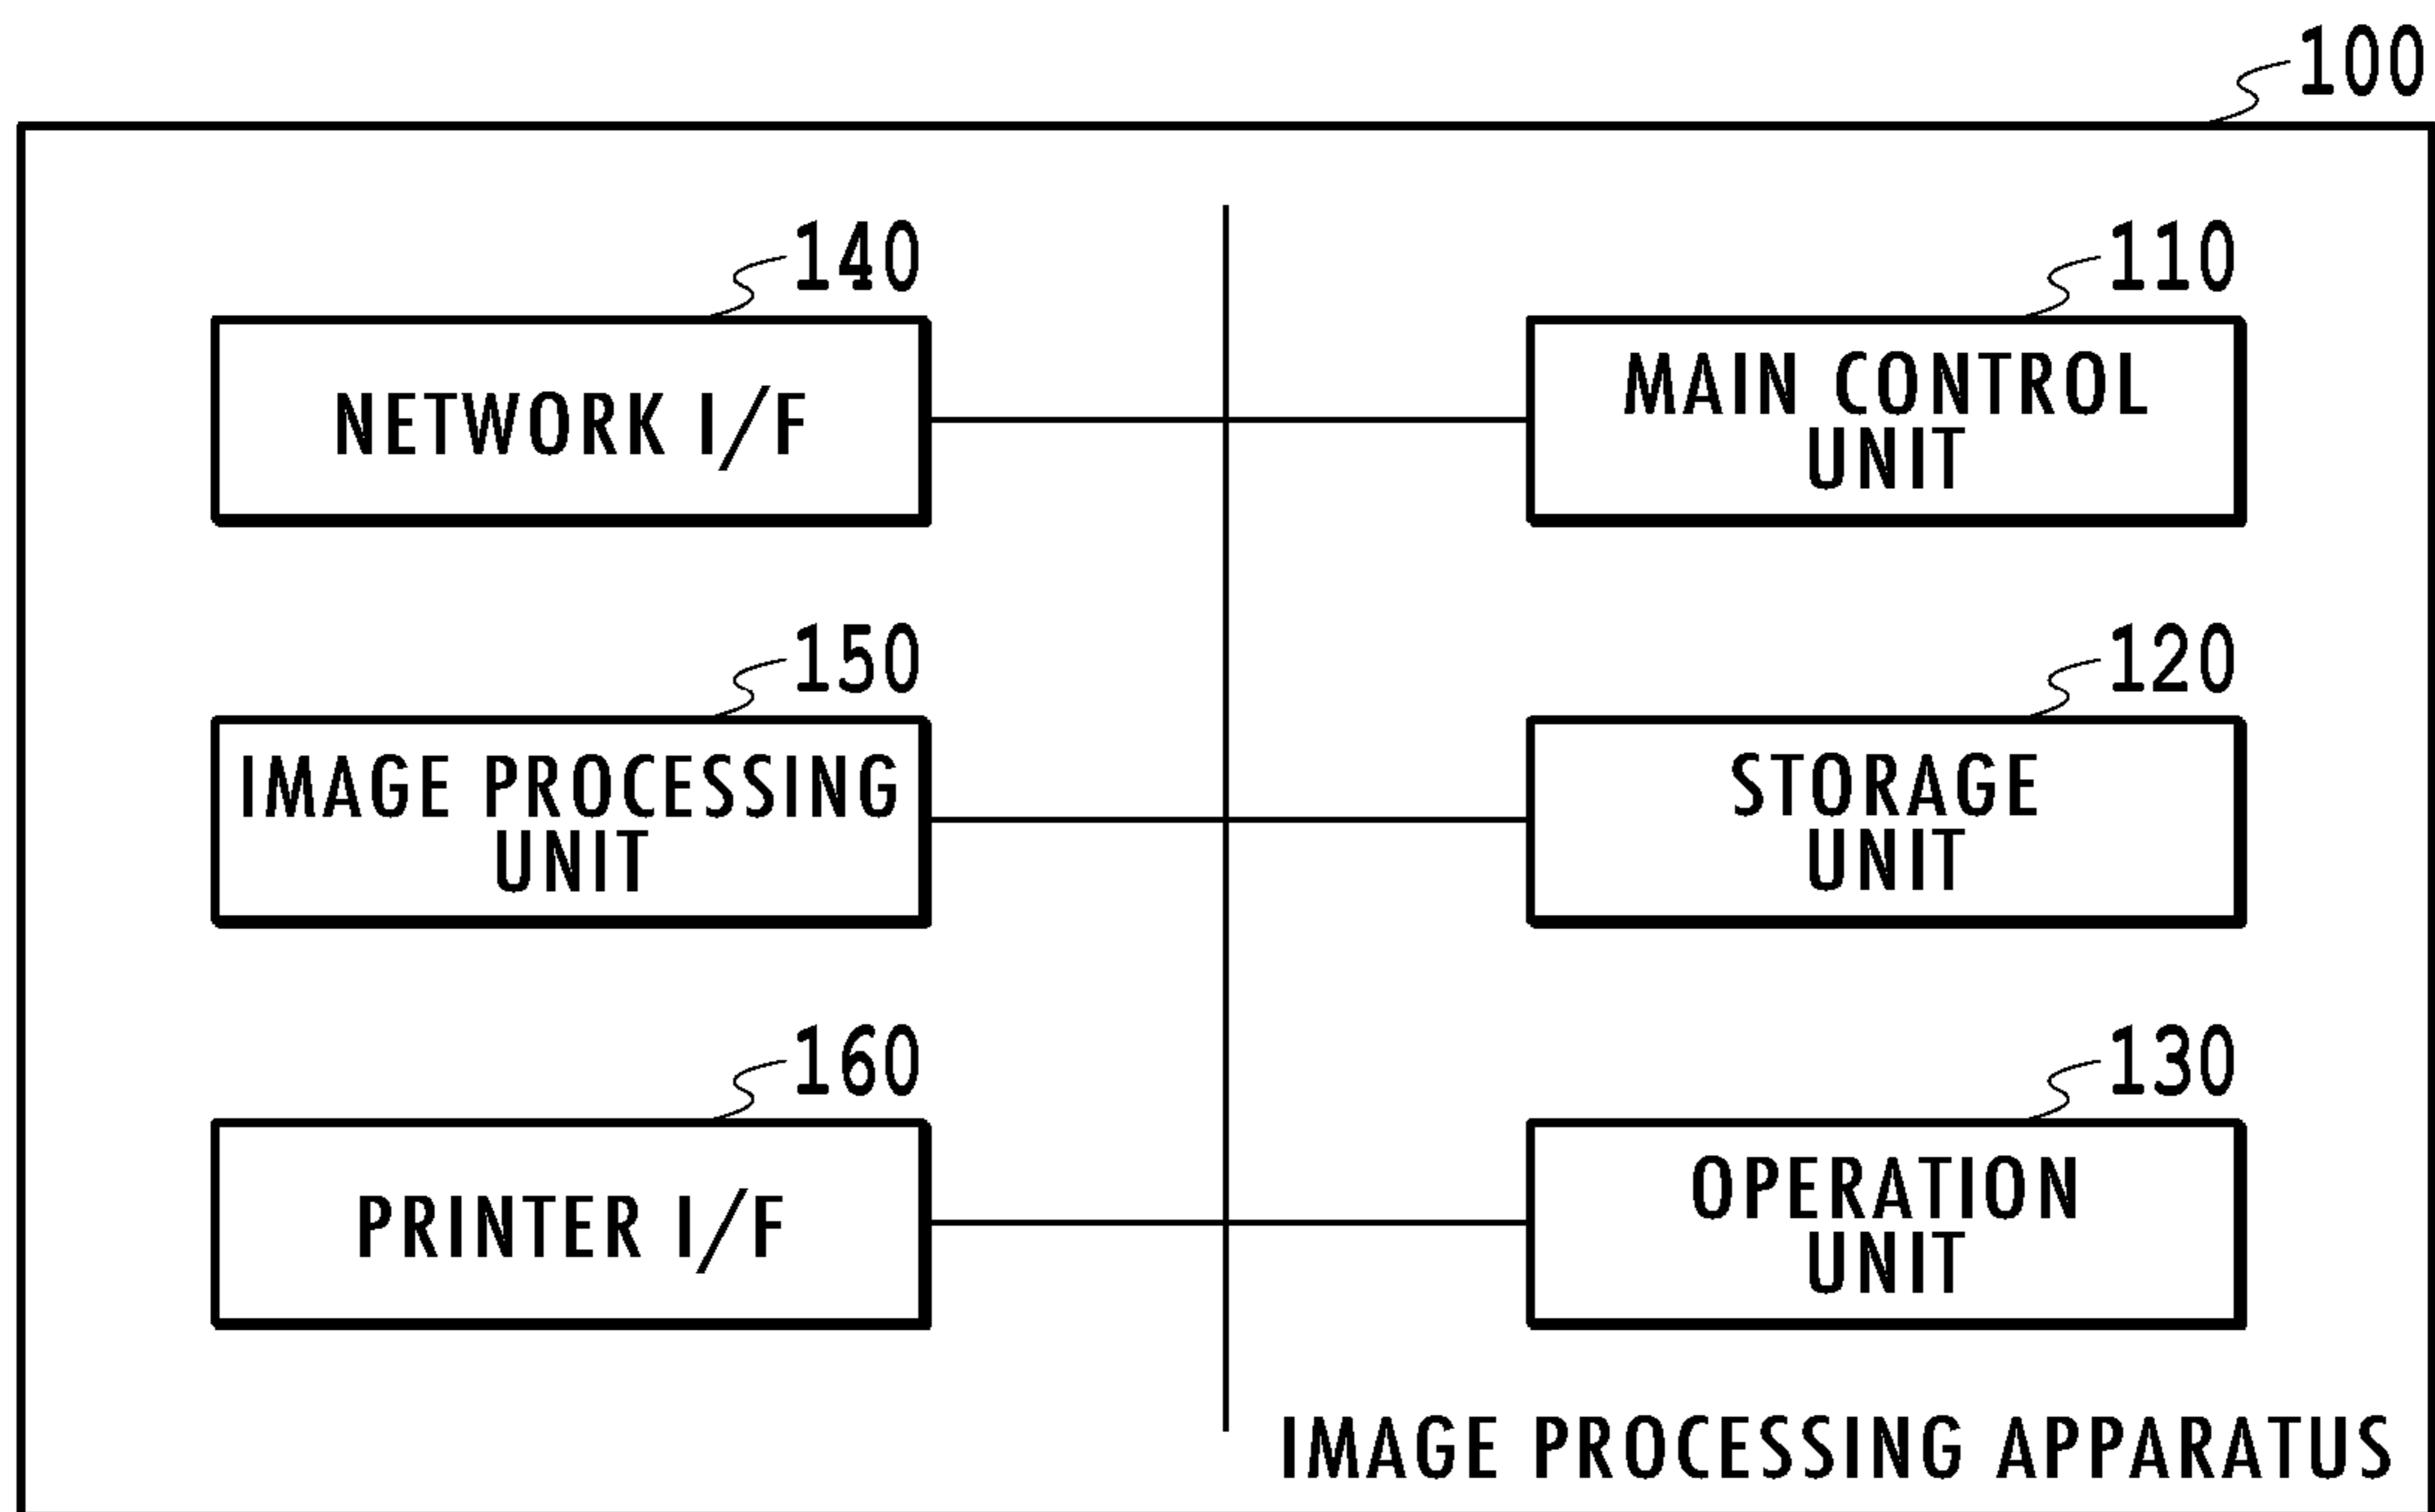 100
140
NETWORK I/F
110
MAIN CONTROL
UNIT
150
IMAGE PROCESSING
UNIT
120
STORAGE
UNIT
160
PRINTER I/F
130
OPERATION
UNIT
IMAGE PROCESSING APPARATUS